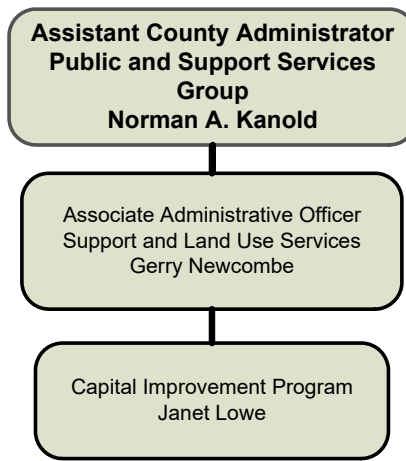 Assistant County Administrator
Public and Support Services
Group
Norman A. Kanold
Associate Administrative Officer
Support and Land Use Services
Gerry Newcombe
Capital Improvement Program
Janet Lowe